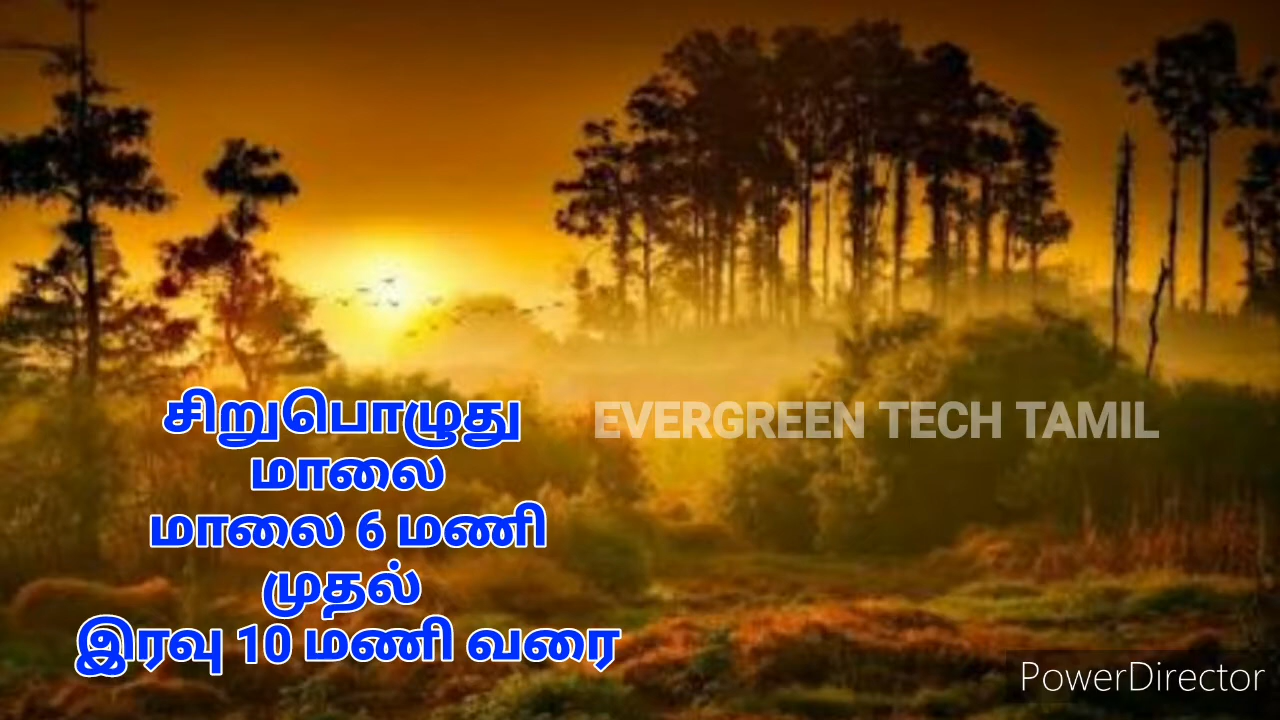 சிறுபொழுது
மாலை
மாலை 6 மணி
முதல்
இரவு 10 மணி வரை
EVERGREEN TECH TAMIL
PowerDirector